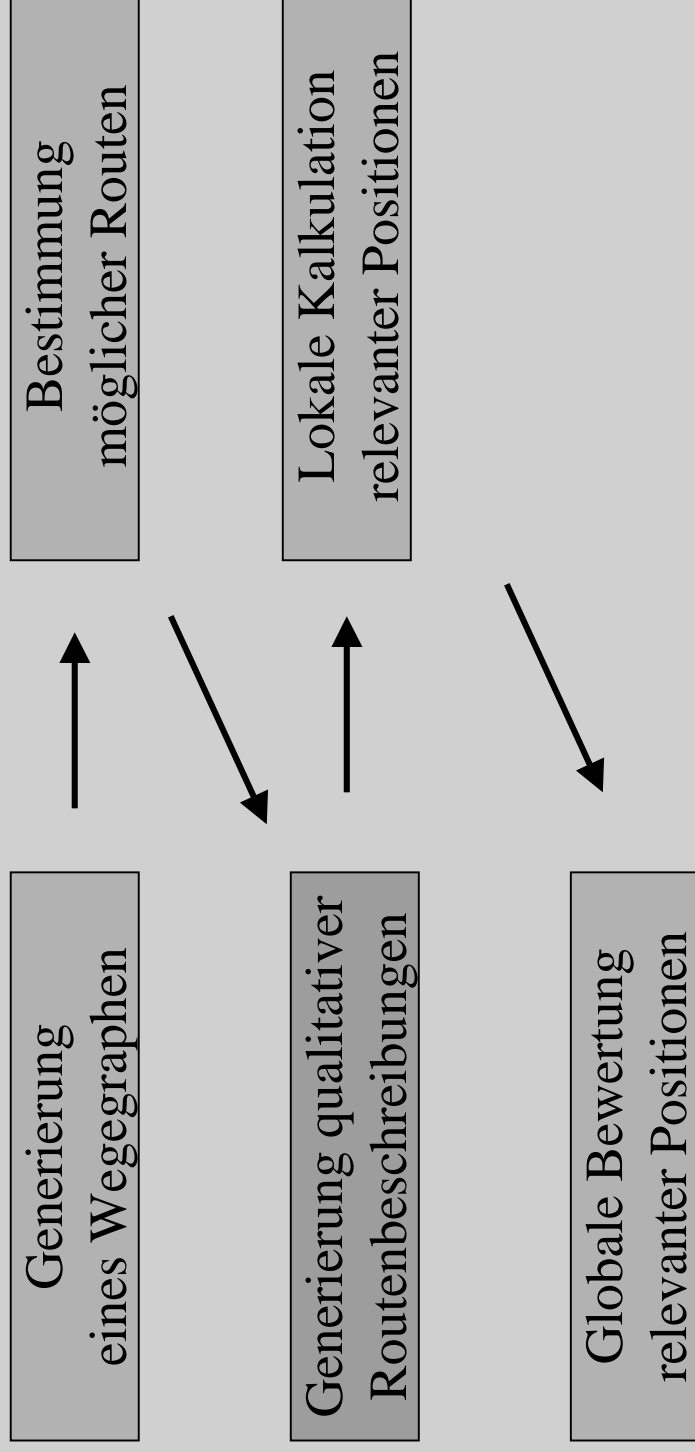 Generierung
eines Wegegraphen
Bestimmung
möglicher Routen
Generierung qualitativer
Routenbeschreibungen
Lokale Kalkulation
relevanter Positionen
Globale Bewertung
relevanter Positionen